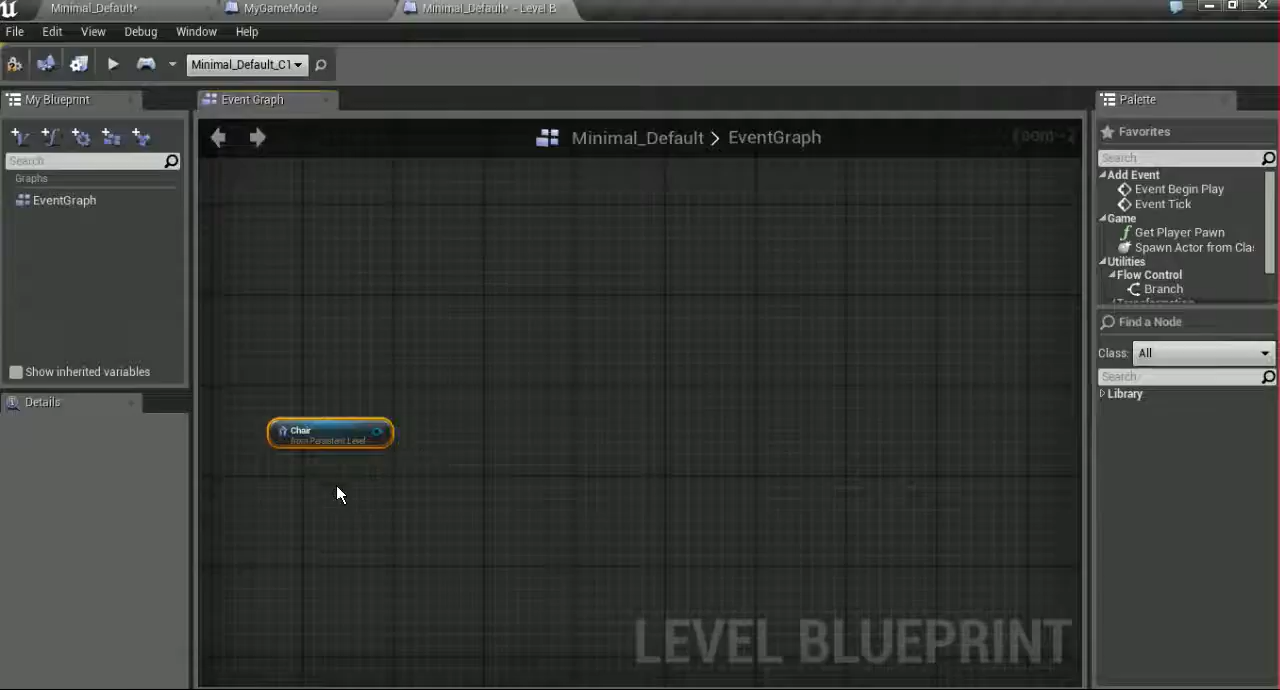 Minimal_Default*
MyGameMode
Minimal_Default* - Level B
File Edit View Debug Window Help
Minimal_Default_C1
My Blueprint
Event Graph
Palette
Minimal_Default > EventGraph
Zoom -2
Favorites
Search
Search
Graphs
EventGraph
Add Event
Event Begin Play
Event Tick
Game
Get Player Pawn
Spawn Actor from Cla
Utilities
Flow Control
Branch
Transformation
Find a Node
Class: All
Show inherited variables
Search
Library
Details
Chair
from Persistent Level
LEVEL BLUEPRINT